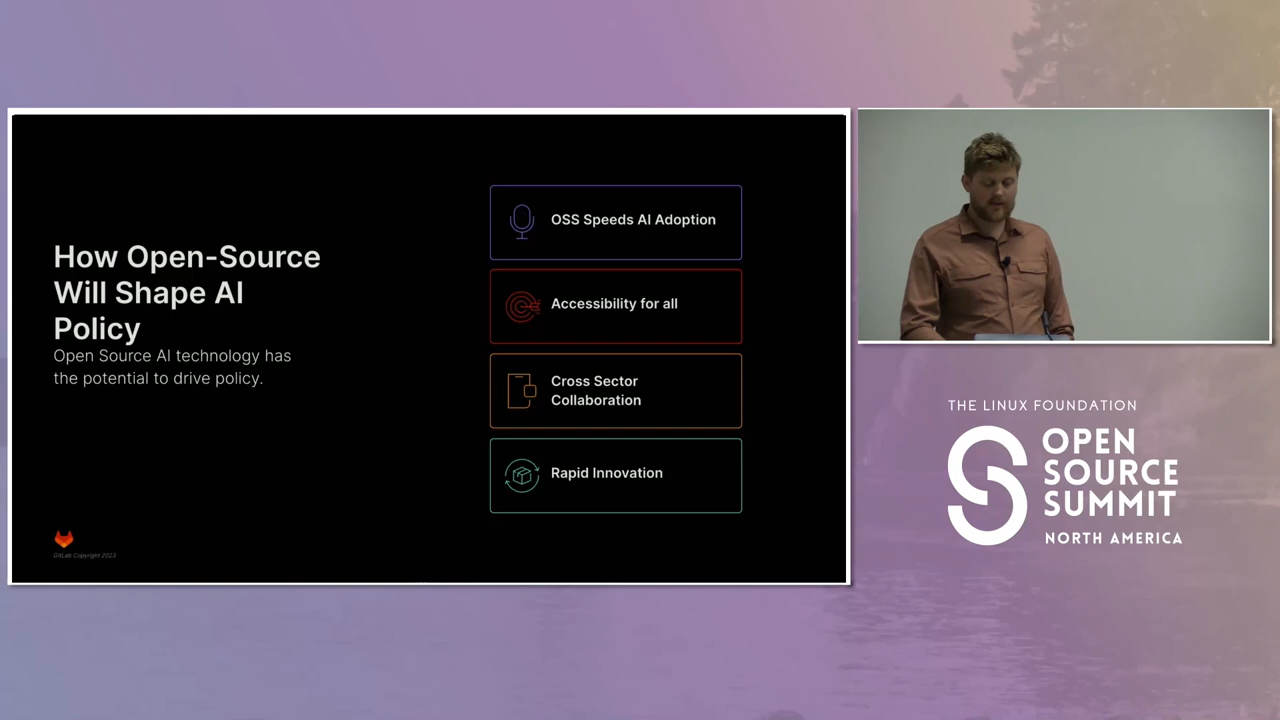 How Open-Source
Will Shape AI
Policy
Open Source AI technology has
the potential to drive policy.
OSS Speeds AI Adoption
Accessibility for all
Cross Sector
Collaboration
Rapid Innovation
GitLab Copyright 2023
THE LINUX FOUNDATION
OPEN
SOURCE
SUMMIT
NORTH AMERICA